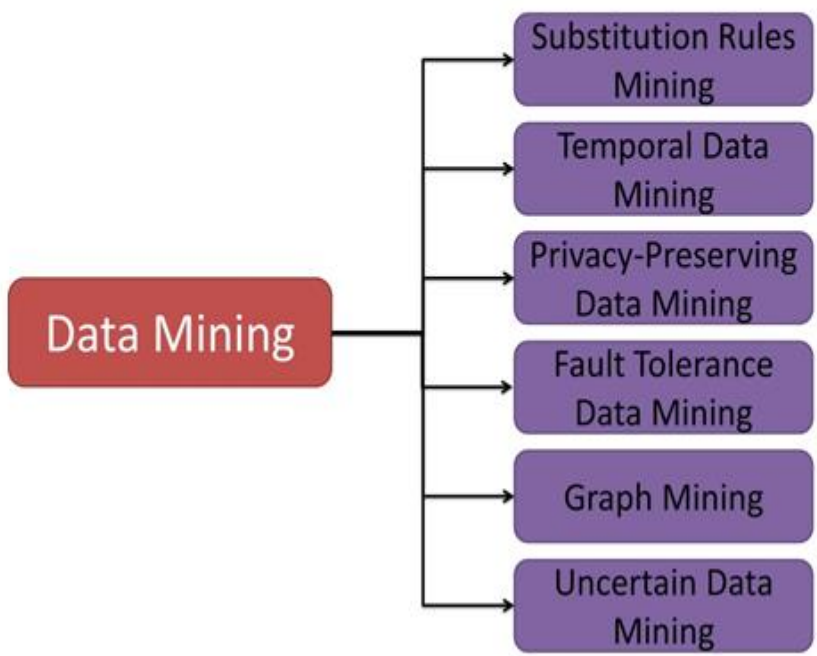 Data Mining
Substitution Rules
Mining
Temporal Data
Mining
Privacy-Preserving
Data Mining
Fault Tolerance
Data Mining
Graph Mining
Uncertain Data
Mining